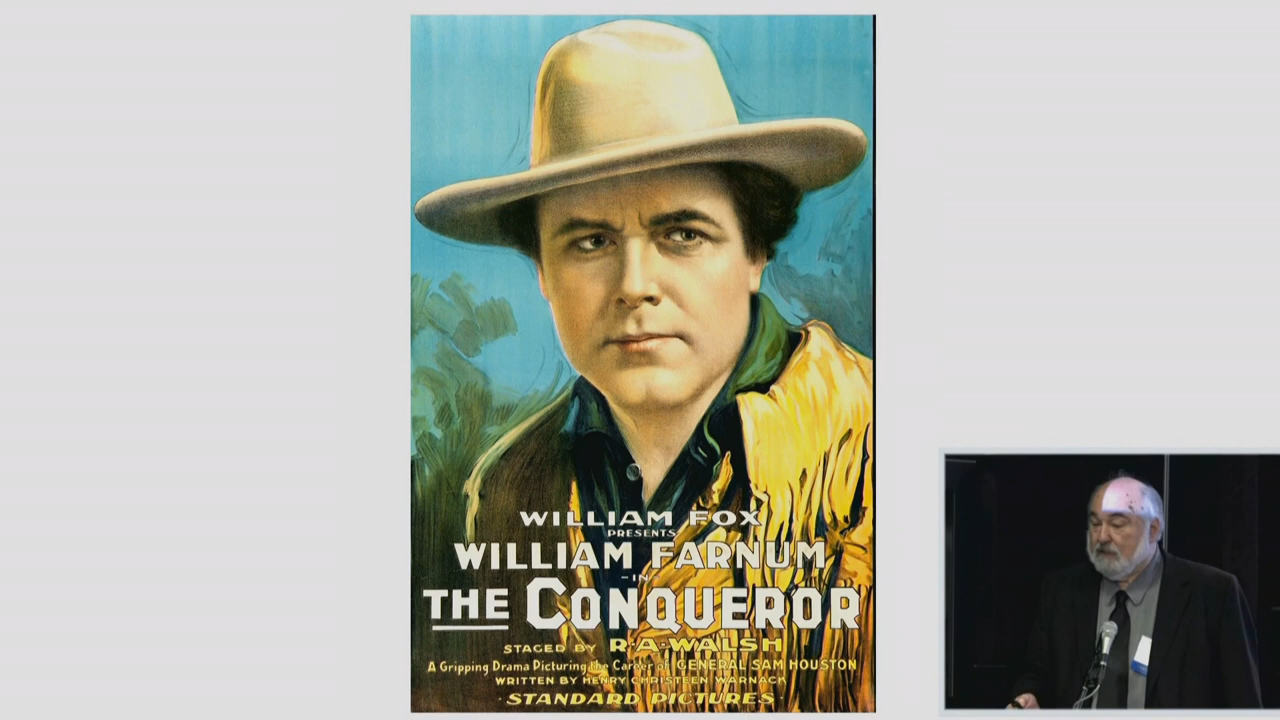 WILLIAM FOX
PRESENTS
WILLIAM FARNUM
-IN-
THE CONQUEROR
STAGED BY R·A·WALSH
A Gripping Drama Picturing the Career of GENERAL SAM HOUSTON
WRITTEN BY HENRY CHRISTEEN WARNACK
·STANDARD PICTURES·